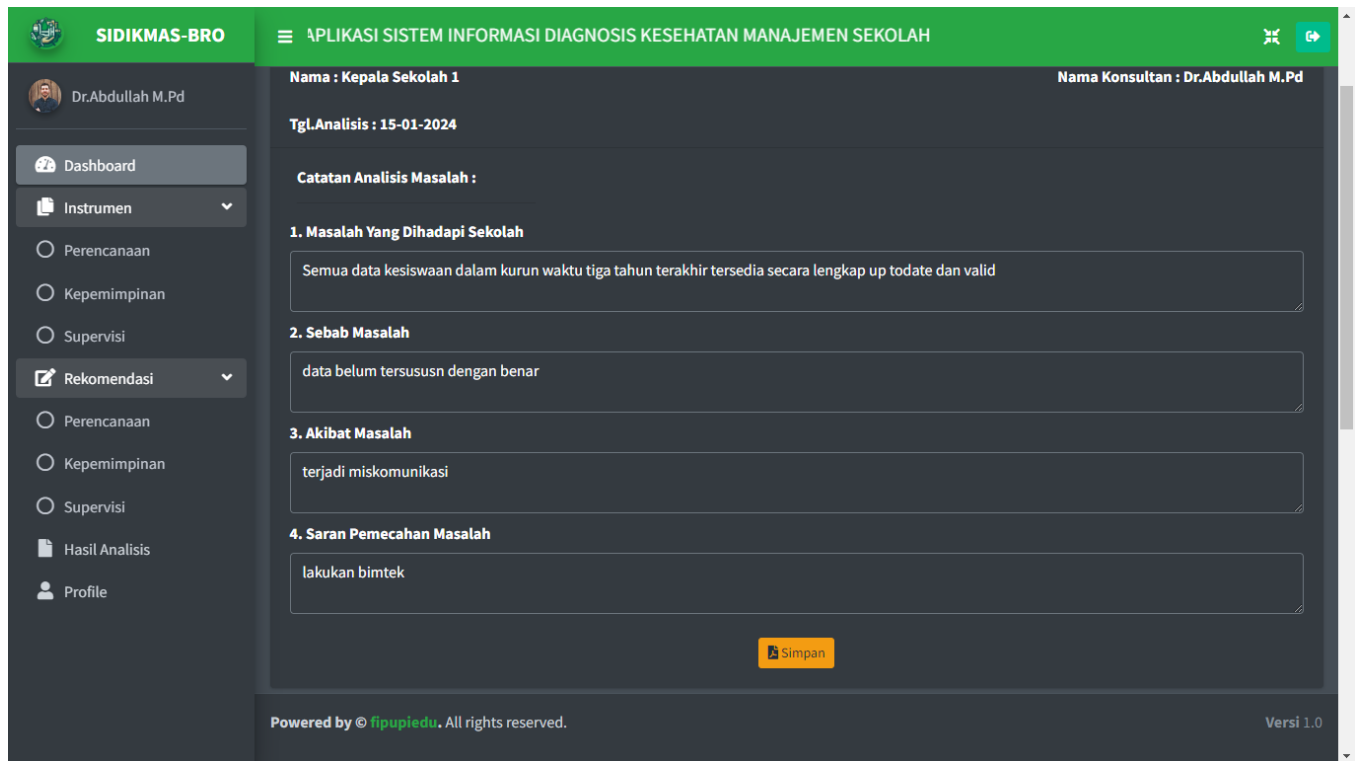 SIDIKMAS-BRO
APLIKASI SISTEM INFORMASI DIAGNOSIS KESEHATAN MANAJEMEN SEKOLAH
Dr.Abdullah M.Pd
Dashboard
Instrumen
Perencanaan
Kepemimpinan
Supervisi
Rekomendasi
Perencanaan
Kepemimpinan
Supervisi
Hasil Analisis
Profile
Nama : Kepala Sekolah 1
Nama Konsultan : Dr.Abdullah M.Pd
Tgl.Analisis : 15-01-2024
Catatan Analisis Masalah :
1. Masalah Yang Dihadapi Sekolah
Semua data kesiswaan dalam kurun waktu tiga tahun terakhir tersedia secara lengkap up todate dan valid
2. Sebab Masalah
data belum tersususn dengan benar
3. Akibat Masalah
terjadi miskomunikasi
4. Saran Pemecahan Masalah
lakukan bimtek
Simpan
Powered by © fipupiedu. All rights reserved.
Versi 1.0